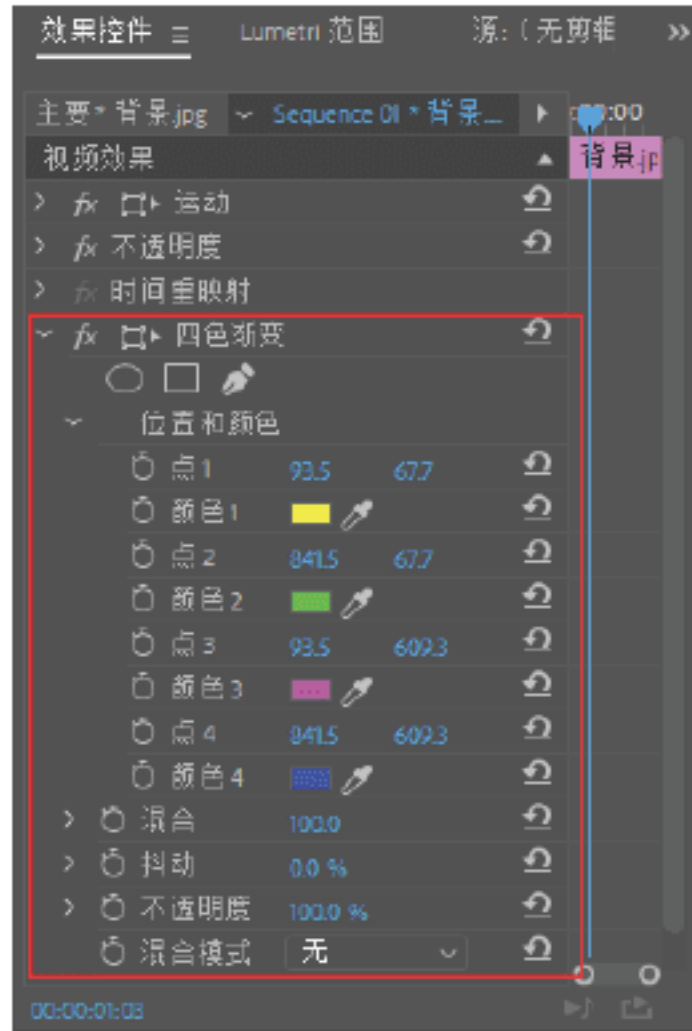 效果控件 Lumetri 范围 源:(无剪辑
主要*背景.jpg Sequence 01 * 背景...
:00:00
视频效果
背景.jp
fx 运动
fx 不透明度
fx 时间重映射
fx 四色渐变
位置和颜色
点1 93.5 67.7
颜色1
点2 841.5 67.7
颜色2
点3 93.5 609.3
颜色3
点4 841.5 609.3
颜色4
混合 100.0
抖动 0.0 %
不透明度 100.0 %
混合模式 无
00:00:01:03